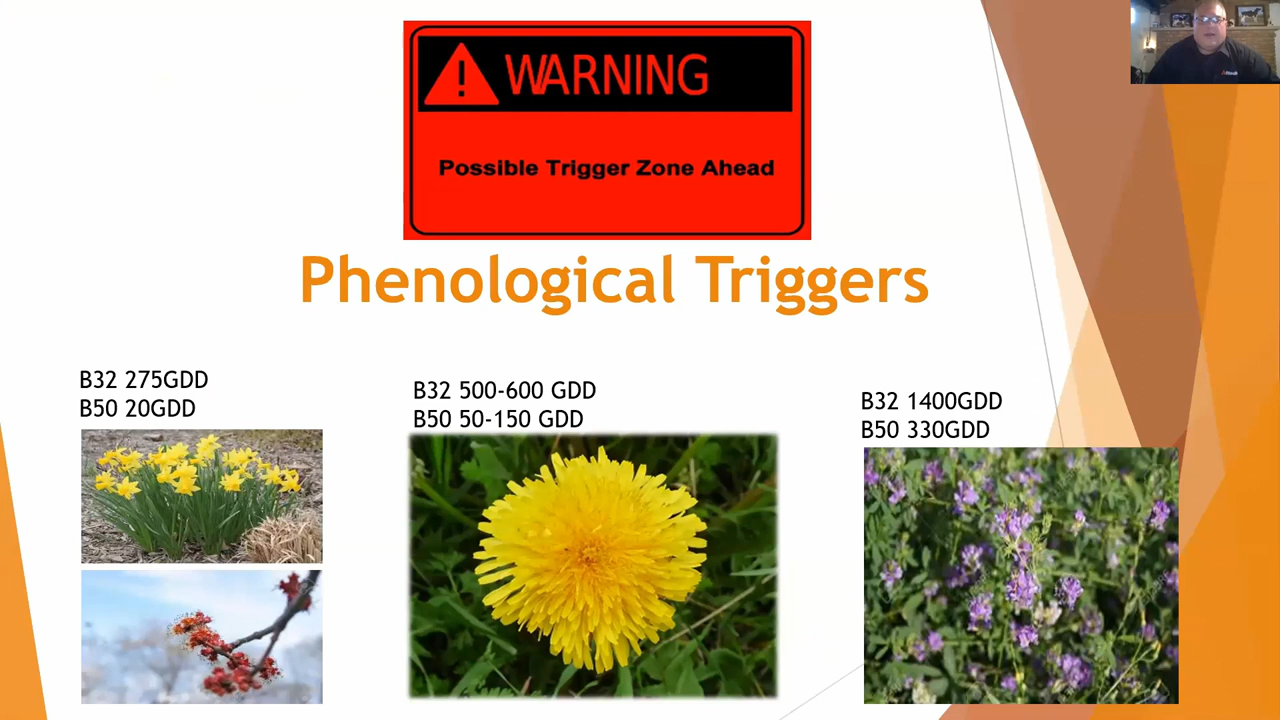 WARNING
Possible Trigger Zone Ahead
Phenological Triggers
B32 275GDD
B50 20GDD
B32 500-600 GDD
B50 50-150 GDD
B32 1400GDD
B50 330GDD